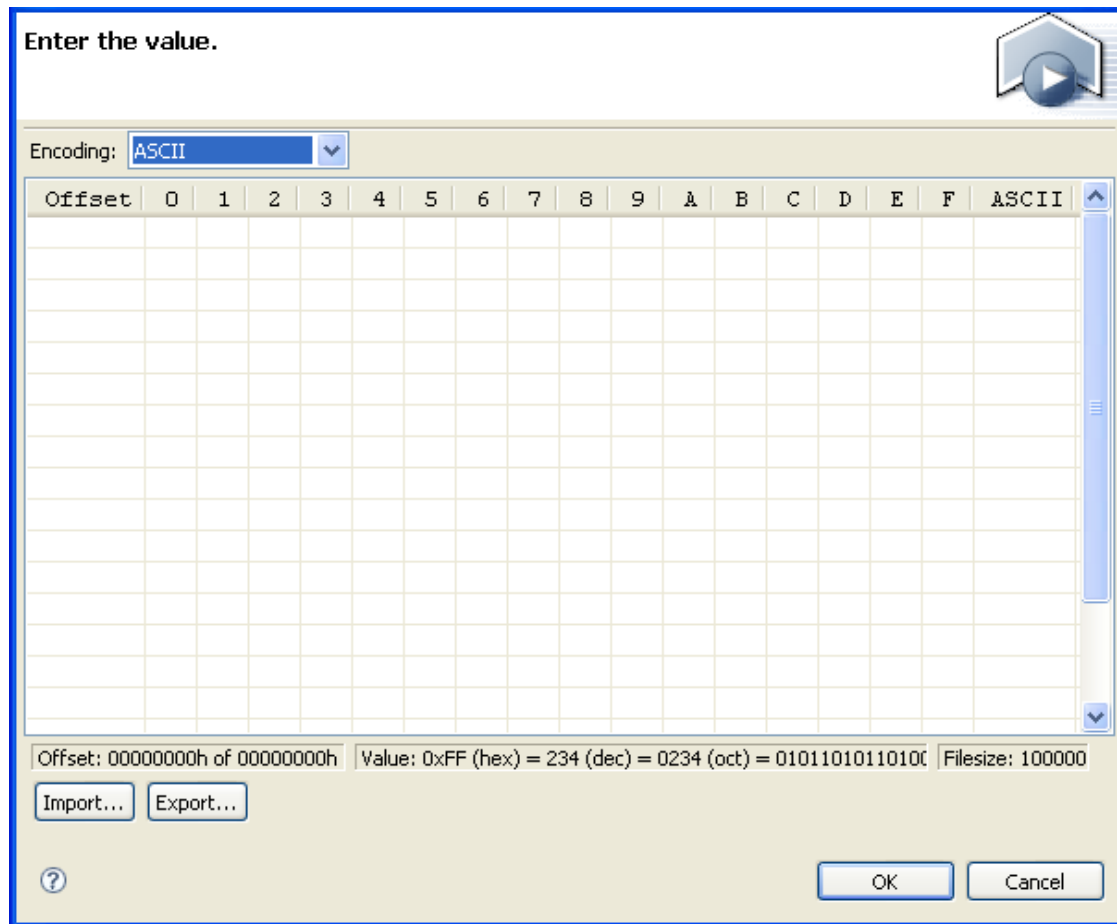 Enter the value.
Encoding: ASCII
Offset 0 1 2 3 4 5 6 7 8 9 A B C D E F ASCII
Offset: 00000000h of 00000000h Value: 0xFF (hex) = 234 (dec) = 0234 (oct) = 0101101011010( Filesize: 100000
Import... Export...
?
OK Cancel